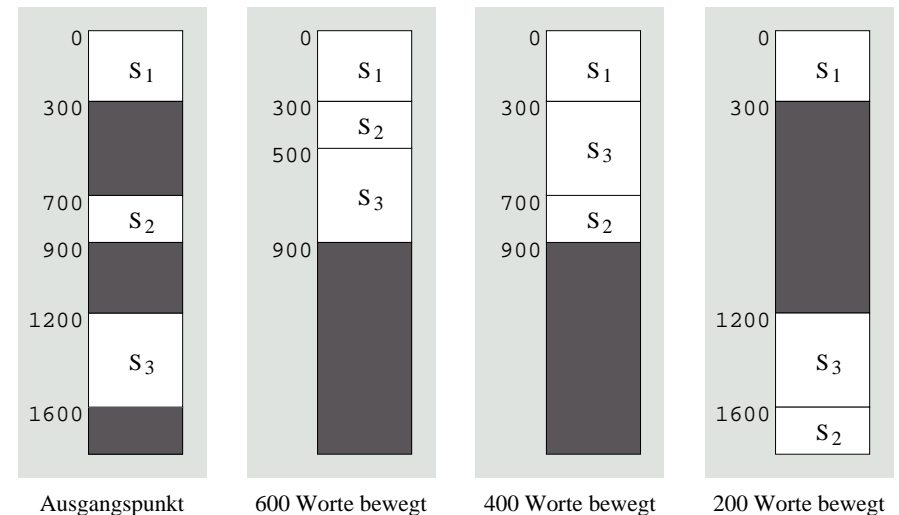 0
S1
300
700
S2
900
1200
S3
1600
Ausgangspunkt
0
S1
300
S2
500
S3
900
600 Worte bewegt
0
S1
300
S3
700
S2
900
400 Worte bewegt
0
S1
300
1200
S3
1600
S2
200 Worte bewegt